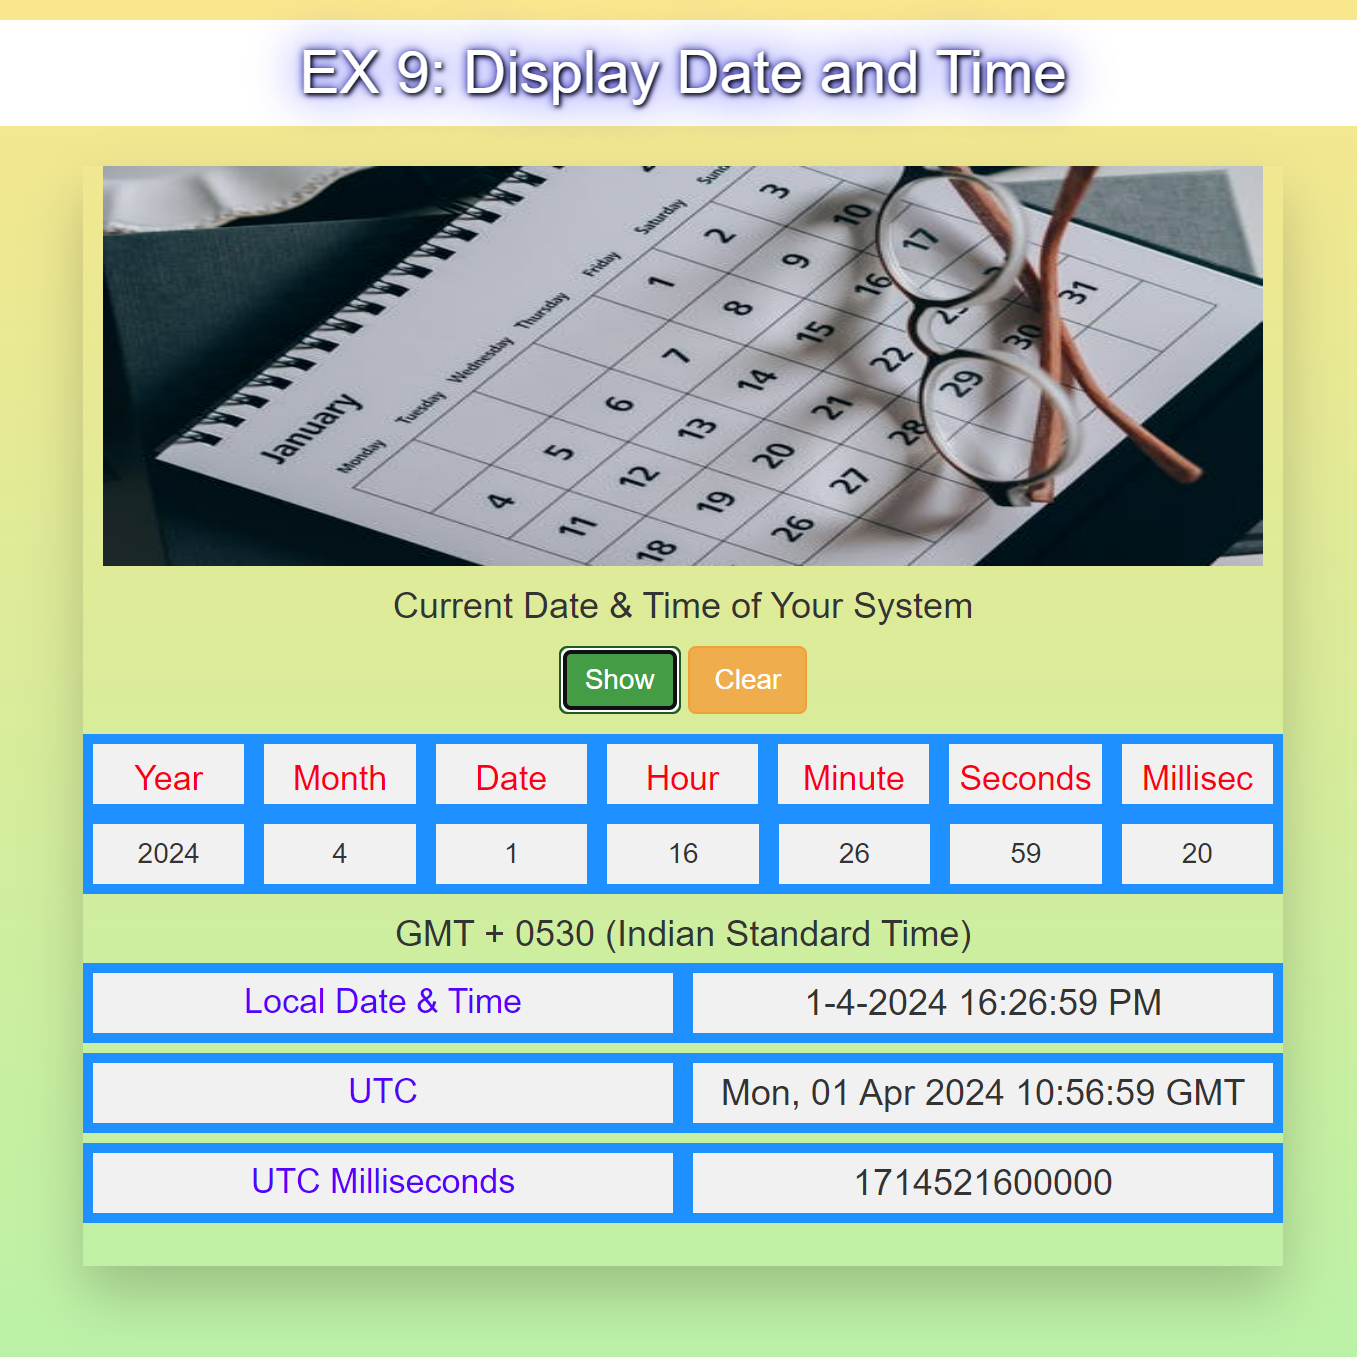 EX 9: Display Date and Time
January
Monday Tuesday Wednesday Thursday Friday Saturday
1 2 3
4 5 6 7 8 9 10
11 12 13 14 15 16 17
18 19 20 21 22
26 27 28 29 30 31
Current Date & Time of Your System
Show Clear
Year Month Date Hour Minute Seconds Millisec
2024 4 1 16 26 59 20
GMT + 0530 (Indian Standard Time)
Local Date & Time 1-4-2024 16:26:59 PM
UTC Mon, 01 Apr 2024 10:56:59 GMT
UTC Milliseconds 1714521600000